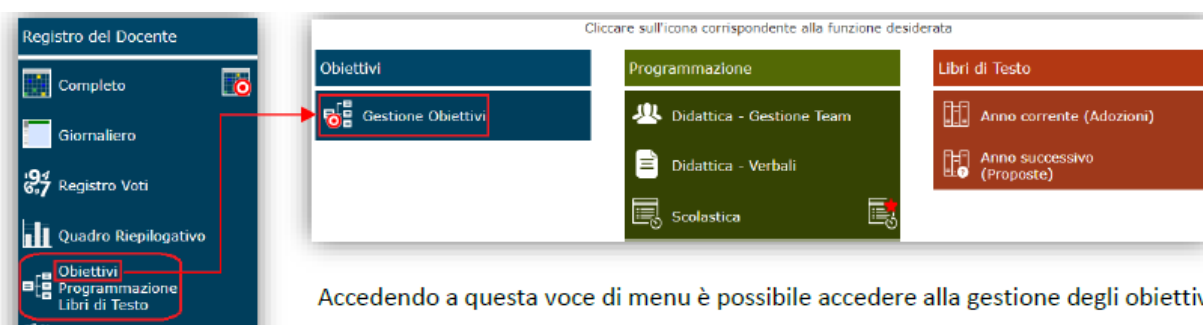 Registro del Docente
Completo
Giornaliero
Registro Voti
Quadro Riepilogativo
Obiettivi
Programmazione
Libri di Testo
Cliccare sull'icona corrispondente alla funzione desiderata
Obiettivi
Gestione Obiettivi
Programmazione
Didattica - Gestione Team
Didattica - Verbali
Scolastica
Libri di Testo
Anno corrente (Adozioni)
Anno successivo
(Proposte)
Accedendo a questa voce di menu è possibile accedere alla gestione degli obiettiv